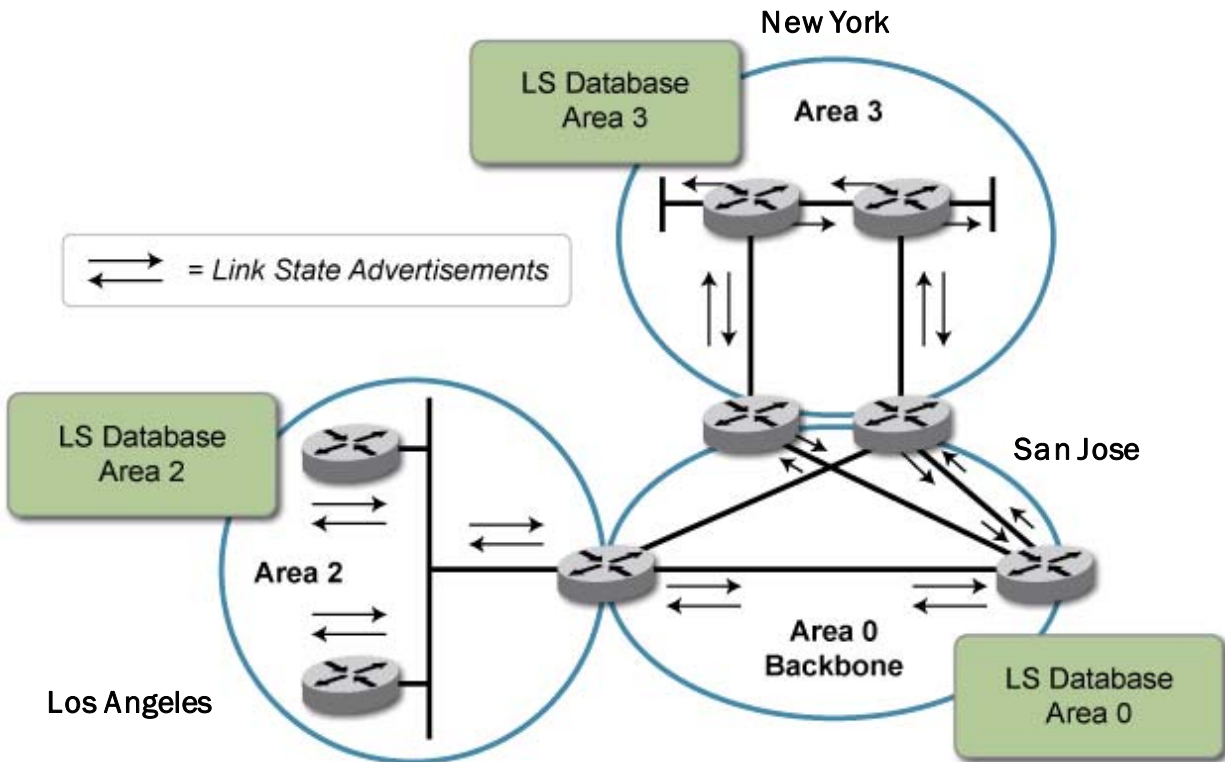 New York
LS Database
Area 3
Area 3
= Link State Advertisements
LS Database
Area 2
San Jose
Area 2
Area 0
Backbone
Los Angeles
LS Database
Area 0